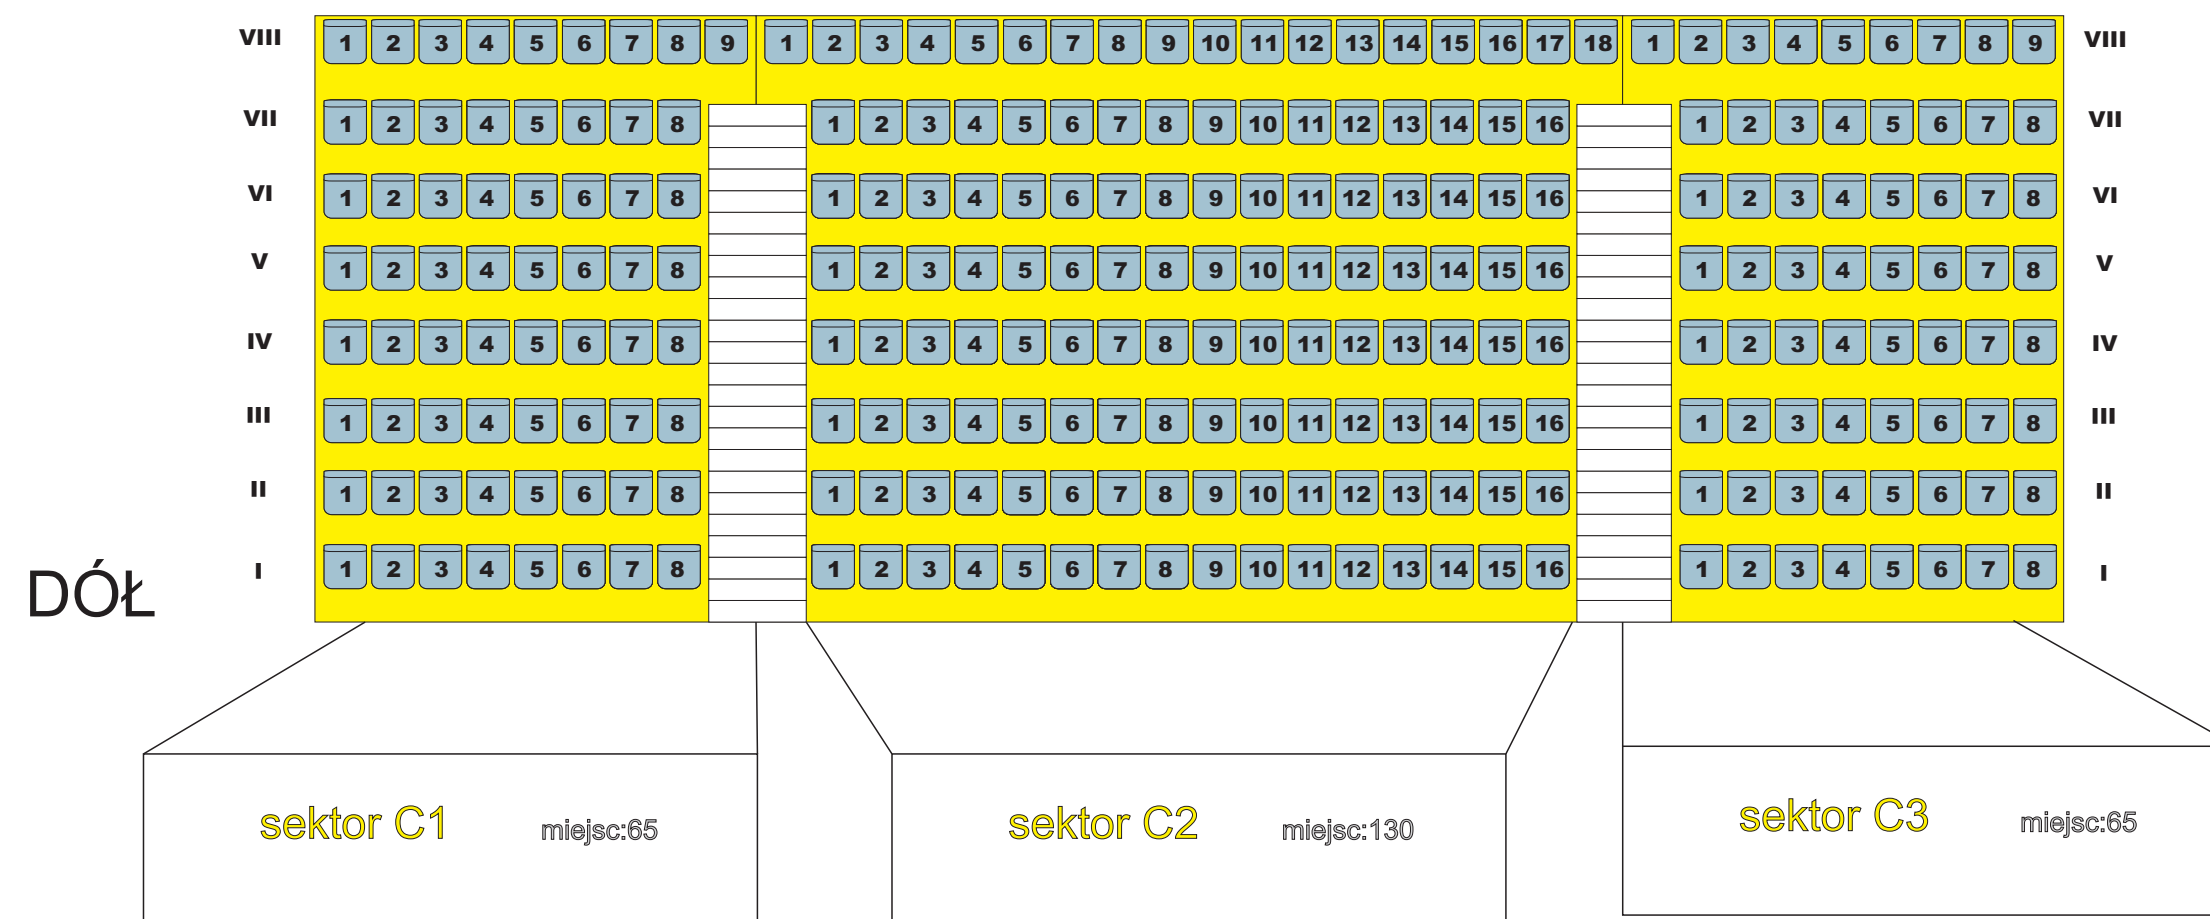 VIII 1 2 3 4 5 6 7 8 9 1 2 3 4 5 6 7 8 9 10 11 12 13 14 15 16 17 18 1 2 3 4 5 6 7 8 9 VIII
VII 1 2 3 4 5 6 7 8 1 2 3 4 5 6 7 8 9 10 11 12 13 14 15 16 1 2 3 4 5 6 7 8 VII
VI 1 2 3 4 5 6 7 8 1 2 3 4 5 6 7 8 9 10 11 12 13 14 15 16 1 2 3 4 5 6 7 8 VI
V 1 2 3 4 5 6 7 8 1 2 3 4 5 6 7 8 9 10 11 12 13 14 15 16 1 2 3 4 5 6 7 8 V
IV 1 2 3 4 5 6 7 8 1 2 3 4 5 6 7 8 9 10 11 12 13 14 15 16 1 2 3 4 5 6 7 8 IV
III 1 2 3 4 5 6 7 8 1 2 3 4 5 6 7 8 9 10 11 12 13 14 15 16 1 2 3 4 5 6 7 8 III
II 1 2 3 4 5 6 7 8 1 2 3 4 5 6 7 8 9 10 11 12 13 14 15 16 1 2 3 4 5 6 7 8 II
I 1 2 3 4 5 6 7 8 1 2 3 4 5 6 7 8 9 10 11 12 13 14 15 16 1 2 3 4 5 6 7 8 I
DÓŁ
sektor C1 miejsc:65
sektor C2 miejsc:130
sektor C3 miejsc:65